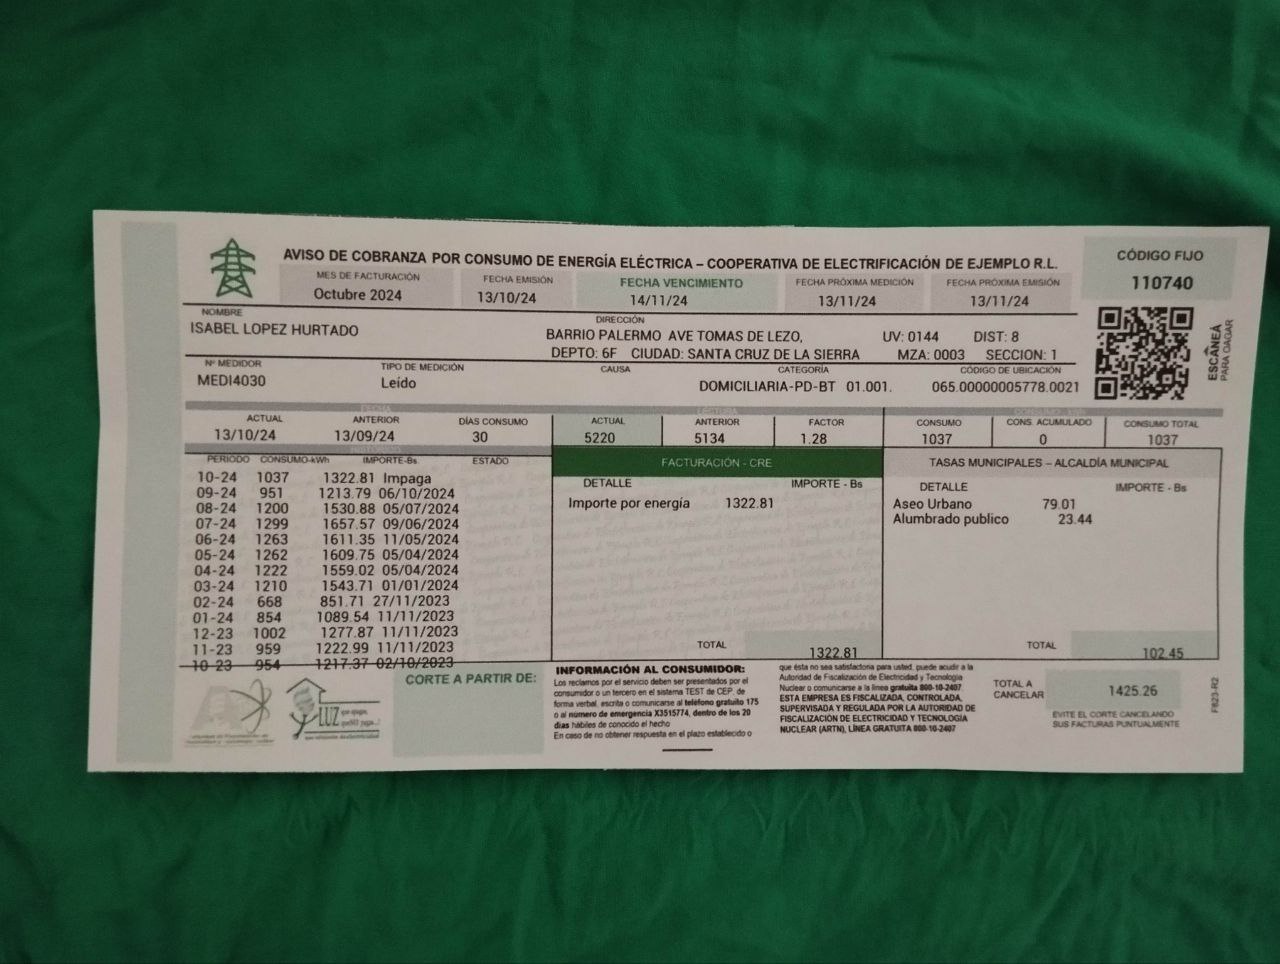 AVISO DE COBRANZA POR CONSUMO DE ENERGÍA ELÉCTRICA – COOPERATIVA DE ELECTRIFICACIÓN DE EJEMPLO R.L.
CÓDIGO FIJO
110740
MES DE FACTURACIÓN FECHA EMISIÓN FECHA VENCIMIENTO FECHA PRÓXIMA MEDICIÓN FECHA PRÓXIMA EMISIÓN
Octubre 2024 13/10/24 14/11/24 13/11/24 13/11/24
NOMBRE DIRECCIÓN
ISABEL LOPEZ HURTADO BARRIO PALERMO AVE TOMAS DE LEZO, UV: 0144 DIST: 8
DEPTO: 6F CIUDAD: SANTA CRUZ DE LA SIERRA MZA: 0003 SECCION: 1
ESCANEÁ
PARA OAGAR
Nº MEDIDOR TIPO DE MEDICIÓN CAUSA CATEGORÍA CÓDIGO DE UBICACIÓN
MEDI4030 Leído DOMICILIARIA-PD-BT 01.001. 065.00000005778.0021
FECHA LECTURA CONSUMO - kWh
ACTUAL ANTERIOR DÍAS CONSUMO ACTUAL ANTERIOR FACTOR CONSUMO CONS. ACUMULADO CONSUMO TOTAL
13/10/24 13/09/24 30 5220 5134 1.28 1037 0 1037
PERIODO CONSUMO-kWh IMPORTE-Bs ESTADO
10-24 1037 1322.81 Impaga
09-24 951 1213.79 06/10/2024
08-24 1200 1530.88 05/07/2024
07-24 1299 1657.57 09/06/2024
06-24 1263 1611.35 11/05/2024
05-24 1262 1609.75 05/04/2024
04-24 1222 1559.02 05/04/2024
03-24 1210 1543.71 01/01/2024
02-24 668 851.71 27/11/2023
01-24 854 1089.54 11/11/2023
12-23 1002 1277.87 11/11/2023
11-23 959 1222.99 11/11/2023
10-23 954 1217.37 02/10/2023
FACTURACIÓN - CRE
DETALLE IMPORTE - Bs
Importe por energía 1322.81
TOTAL 1322.81
TASAS MUNICIPALES – ALCALDÍA MUNICIPAL
DETALLE IMPORTE - Bs
Aseo Urbano 79.01
Alumbrado publico 23.44
TOTAL 102.45
LUZ que apagas,
queNO pagas...!
CORTE A PARTIR DE:
INFORMACIÓN AL CONSUMIDOR:
Los reclamos por el servicio deben ser presentados por el
consumidor o un tercero en el sistema TEST de CEP, de
forma verbal, escrita o comunicarse al teléfono gratuito 175
o al número de emergencia X3515774, dentro de los 20
días hábiles de conocido el hecho
En caso de no obtener respuesta en el plazo establecido o
que ésta no sea satisfactoria para usted, puede acudir a la
Autoridad de Fiscalización de Electricidad y Tecnología
Nuclear o comunicarse a la línea gratuita 800-10-2407
ESTA EMPRESA ES FISCALIZADA, CONTROLADA,
SUPERVISADA Y REGULADA POR LA AUTORIDAD DE
FISCALIZACIÓN DE ELECTRICIDAD Y TECNOLOGÍA
NUCLEAR (ARTN), LÍNEA GRATUITA 800-10-2407
TOTAL A
CANCELAR
1425.26
EVITE EL CORTE CANCELANDO
SUS FACTURAS PUNTUALMENTE
F823-R2